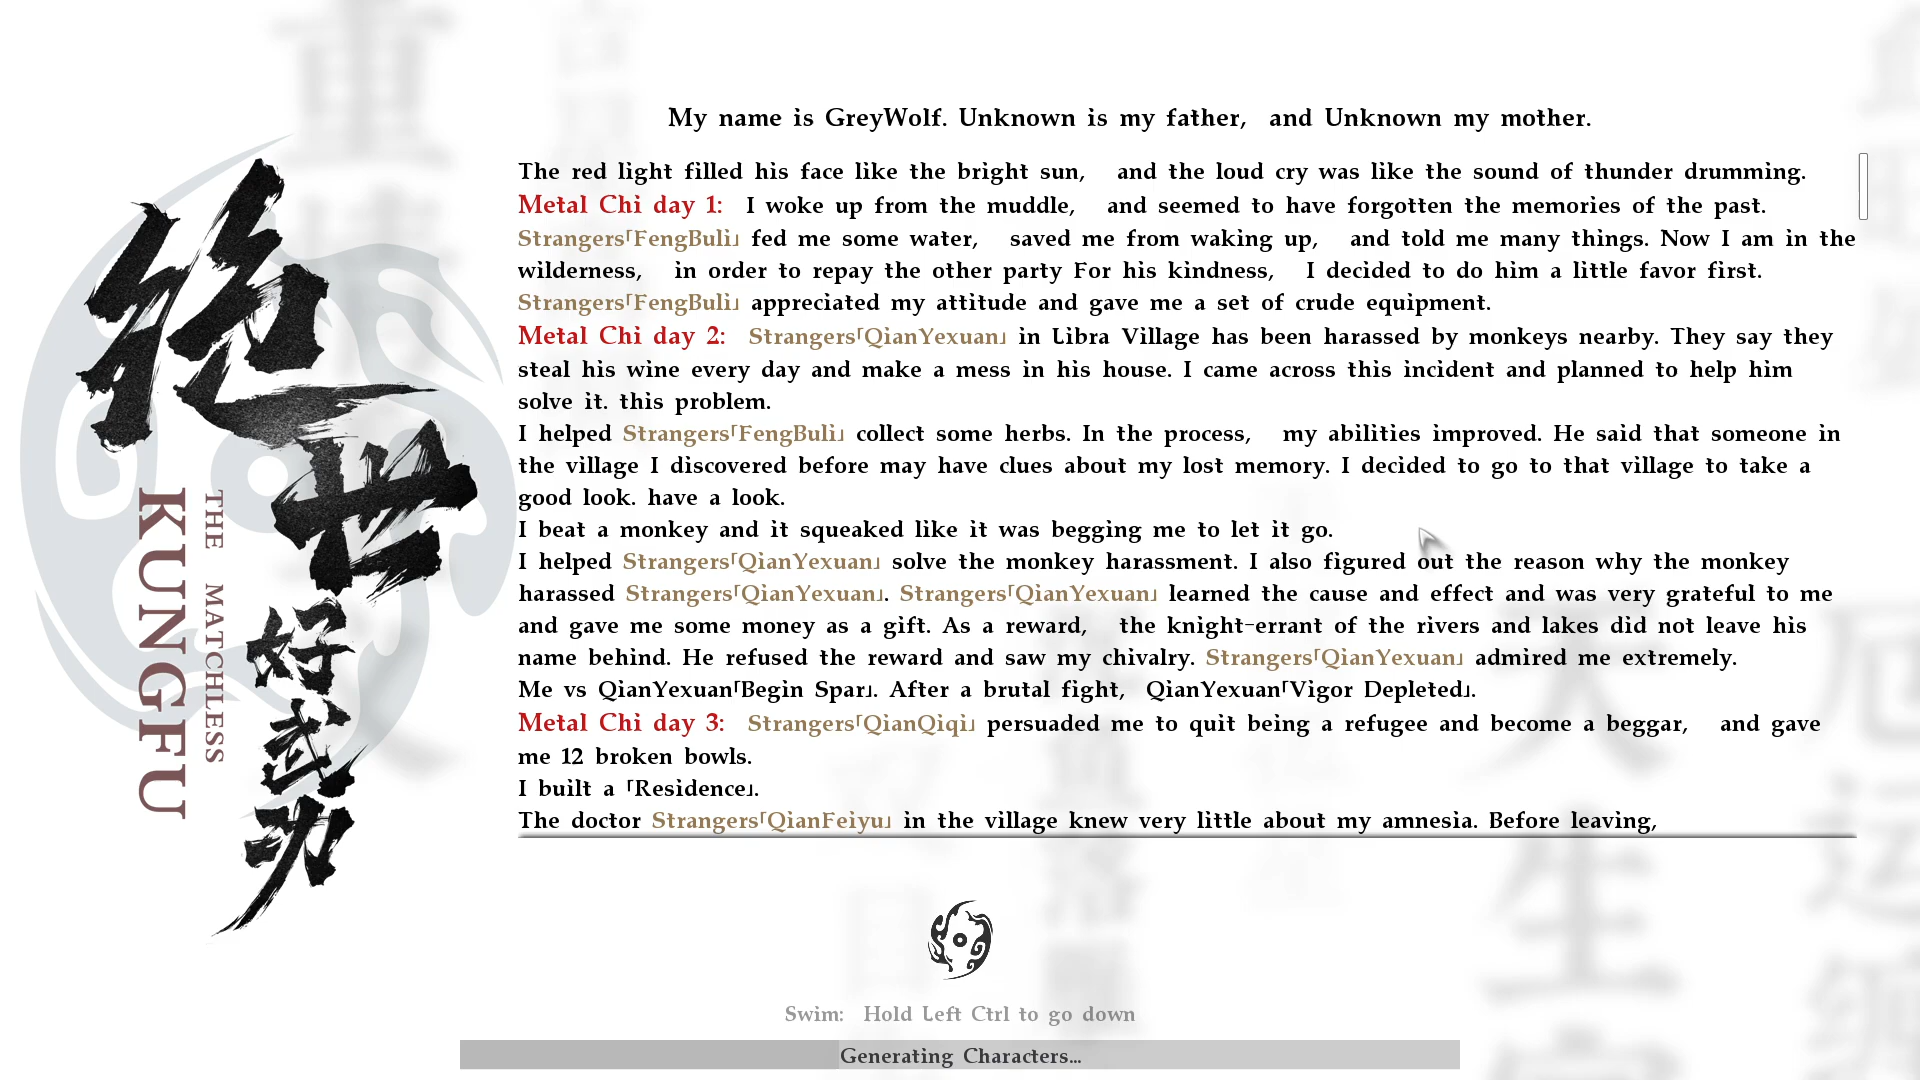 My name is GreyWolf. Unknown is my father, and Unknown my mother.
The red light filled his face like the bright sun, and the loud cry was like the sound of thunder drumming.
Metal Chi day 1: I woke up from the muddle, and seemed to have forgotten the memories of the past.
Strangers「FengBuli」 fed me some water, saved me from waking up, and told me many things. Now I am in the
wilderness, in order to repay the other party For his kindness, I decided to do him a little favor first.
Strangers「FengBuli」 appreciated my attitude and gave me a set of crude equipment.
Metal Chi day 2: Strangers「QianYexuan」 in Libra Village has been harassed by monkeys nearby. They say they
steal his wine every day and make a mess in his house. I came across this incident and planned to help him
solve it. this problem.
I helped Strangers「FengBuli」 collect some herbs. In the process, my abilities improved. He said that someone in
the village I discovered before may have clues about my lost memory. I decided to go to that village to take a
good look. have a look.
I beat a monkey and it squeaked like it was begging me to let it go.
I helped Strangers「QianYexuan」 solve the monkey harassment. I also figured out the reason why the monkey
harassed Strangers「QianYexuan」. Strangers「QianYexuan」 learned the cause and effect and was very grateful to me
and gave me some money as a gift. As a reward, the knight-errant of the rivers and lakes did not leave his
name behind. He refused the reward and saw my chivalry. Strangers「QianYexuan」 admired me extremely.
Me vs QianYexuan「Begin Spar」. After a brutal fight, QianYexuan「Vigor Depleted」.
Metal Chi day 3: Strangers「QianQiqi」 persuaded me to quit being a refugee and become a beggar, and gave
me 12 broken bowls.
I built a 「Residence」.
The doctor Strangers「QianFeiyu」 in the village knew very little about my amnesia. Before leaving,
绝世好武功
THE MATCHLESS
KUNGFU
Swim: Hold Left Ctrl to go down
Generating Characters...
天生
厄运缠